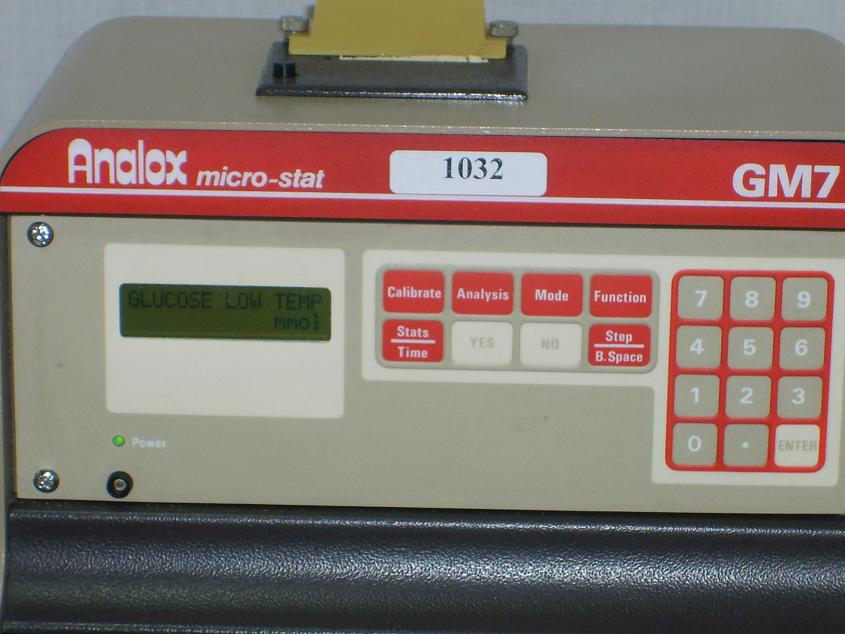 Analox micro-stat 1032 GM7
GLUCOSE LOW TEMP
mmol
Calibrate Analysis Mode Function
Stats
Time
YES NO
Step
B.Space
7 8 9
4 5 6
1 2 3
0 . ENTER
Power